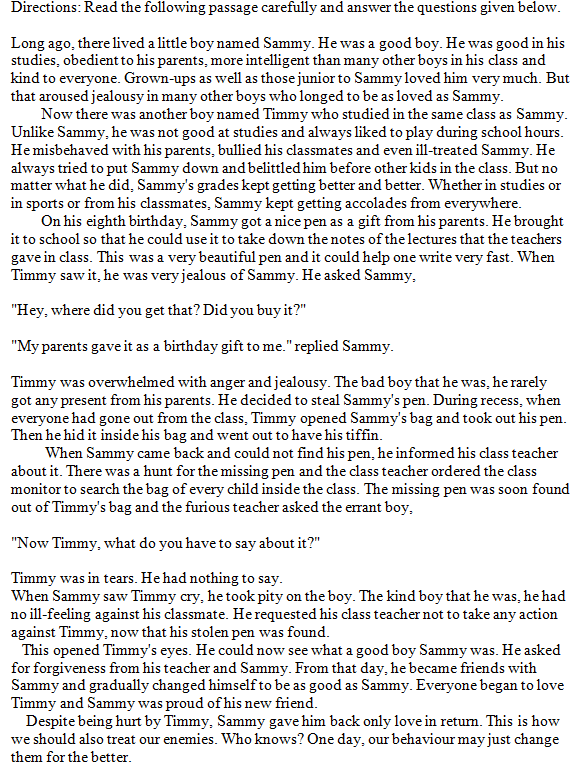 Directions: Read the following passage carefully and answer the questions given below.
Long ago, there lived a little boy named Sammy. He was a good boy. He was good in his
studies, obedient to his parents, more intelligent than many other boys in his class and
kind to everyone. Grown-ups as well as those junior to Sammy loved him very much. But
that aroused jealousy in many other boys who longed to be as loved as Sammy.
Now there was another boy named Timmy who studied in the same class as Sammy.
Unlike Sammy, he was not good at studies and always liked to play during school hours.
He misbehaved with his parents, bullied his classmates and even ill-treated Sammy. He
always tried to put Sammy down and belittled him before other kids in the class. But no
matter what he did, Sammy's grades kept getting better and better. Whether in studies or
in sports or from his classmates, Sammy kept getting accolades from everywhere.
On his eighth birthday, Sammy got a nice pen as a gift from his parents. He brought
it to school so that he could use it to take down the notes of the lectures that the teachers
gave in class. This was a very beautiful pen and it could help one write very fast. When
Timmy saw it, he was very jealous of Sammy. He asked Sammy,
"Hey, where did you get that? Did you buy it?"
"My parents gave it as a birthday gift to me." replied Sammy.
Timmy was overwhelmed with anger and jealousy. The bad boy that he was, he rarely
got any present from his parents. He decided to steal Sammy's pen. During recess, when
everyone had gone out from the class, Timmy opened Sammy's bag and took out his pen.
Then he hid it inside his bag and went out to have his tiffin.
When Sammy came back and could not find his pen, he informed his class teacher
about it. There was a hunt for the missing pen and the class teacher ordered the class
monitor to search the bag of every child inside the class. The missing pen was soon found
out of Timmy's bag and the furious teacher asked the errant boy,
"Now Timmy, what do you have to say about it?"
Timmy was in tears. He had nothing to say.
When Sammy saw Timmy cry, he took pity on the boy. The kind boy that he was, he had
no ill-feeling against his classmate. He requested his class teacher not to take any action
against Timmy, now that his stolen pen was found.
This opened Timmy's eyes. He could now see what a good boy Sammy was. He asked
for forgiveness from his teacher and Sammy. From that day, he became friends with
Sammy and gradually changed himself to be as good as Sammy. Everyone began to love
Timmy and Sammy was proud of his new friend.
Despite being hurt by Timmy, Sammy gave him back only love in return. This is how
we should also treat our enemies. Who knows? One day, our behaviour may just change
them for the better.